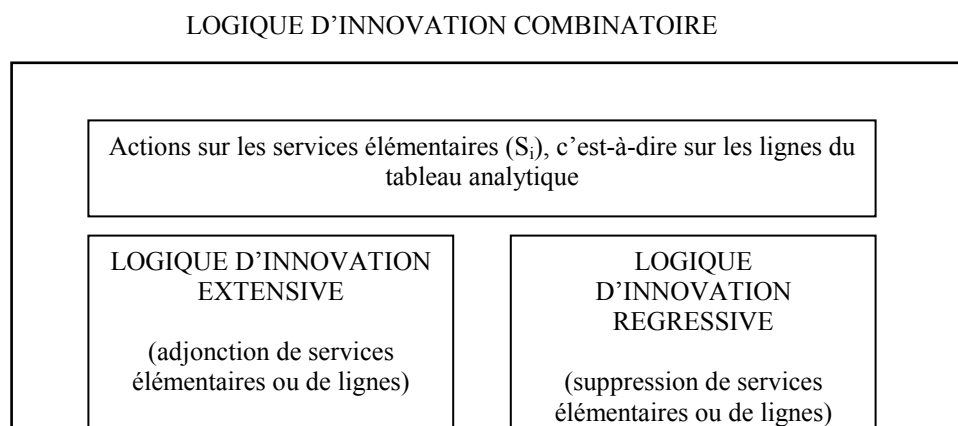 LOGIQUE D’INNOVATION COMBINATOIRE
Actions sur les services élémentaires (Sᵢ), c’est-à-dire sur les lignes du
tableau analytique
LOGIQUE D’INNOVATION
EXTENSIVE
(adjonction de services
élémentaires ou de lignes)
LOGIQUE
D’INNOVATION
REGRESSIVE
(suppression de services
élémentaires ou de lignes)